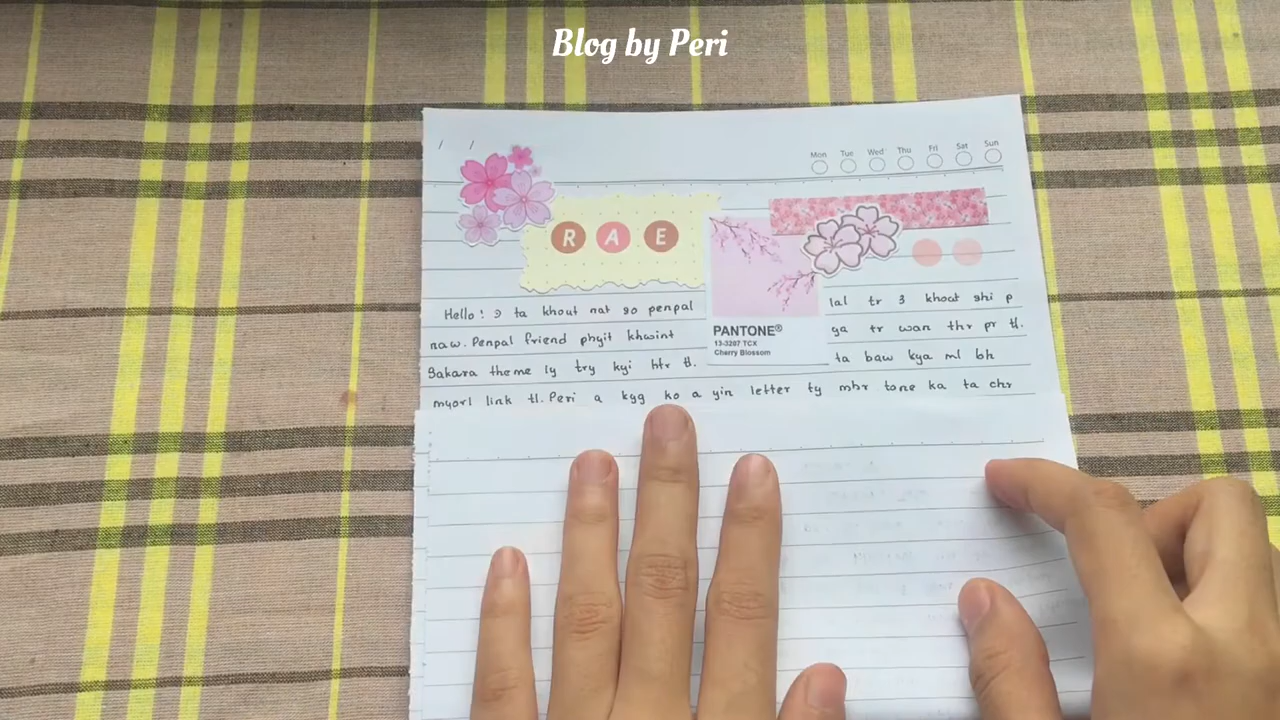 Blog by Peri
/ /
Mon Tue Wed Thu Fri Sat Sun
R A E
Hello! ta khout nat so penpal
naw. Penpal friend phyit khwint
Sakara theme ly try kyi htr tl.
PANTONE®
13-3207 TCX
Cherry Blossom
lal tr 3 khoat shi p
ga tr wan thr pr tl.
ta baw kya ml bh
myorl link tl. Peri a kyg ko a yin letter ty mhr tone ka ta chr